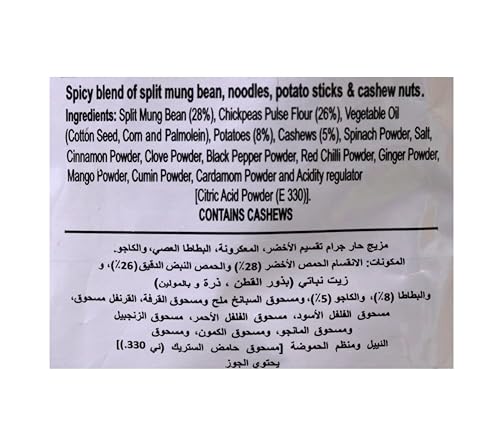 Spicy blend of split mung bean, noodles, potato sticks & cashew nuts.
Ingredients: Split Mung Bean (28%), Chickpeas Pulse Flour (26%), Vegetable Oil
(Cotton Seed, Corn and Palmolein), Potatoes (8%), Cashews (5%), Spinach Powder, Salt,
Cinnamon Powder, Clove Powder, Black Pepper Powder, Red Chilli Powder, Ginger Powder,
Mango Powder, Cumin Powder, Cardamom Powder and Acidity regulator
[Citric Acid Powder (E 330)].
CONTAINS CASHEWS
مزيج حار جرام تقسيم الأخضر، المعكرونة، البطاطا العصي، والكاجو.
المكونات: الانقسام الحمص الأخضر (28٪) والحمص النبض الدقيق (26٪)، و
زيت نباتي (بذور القطن ، ذرة و بالمولين)
والبطاطا (8٪)، والكاجو (5٪)، ومسحوق السبانخ ملح ومسحوق القرفة، القرنفل مسحوق،
مسحوق الفلفل الأسود، مسحوق الفلفل الأحمر، مسحوق الزنجبيل
ومسحوق المانجو، مسحوق الكمون، ومسحوق
النبيل ومنظم الحموضة [مسحوق حامض الستريك (ني 330.)]
يحتوي الجوز